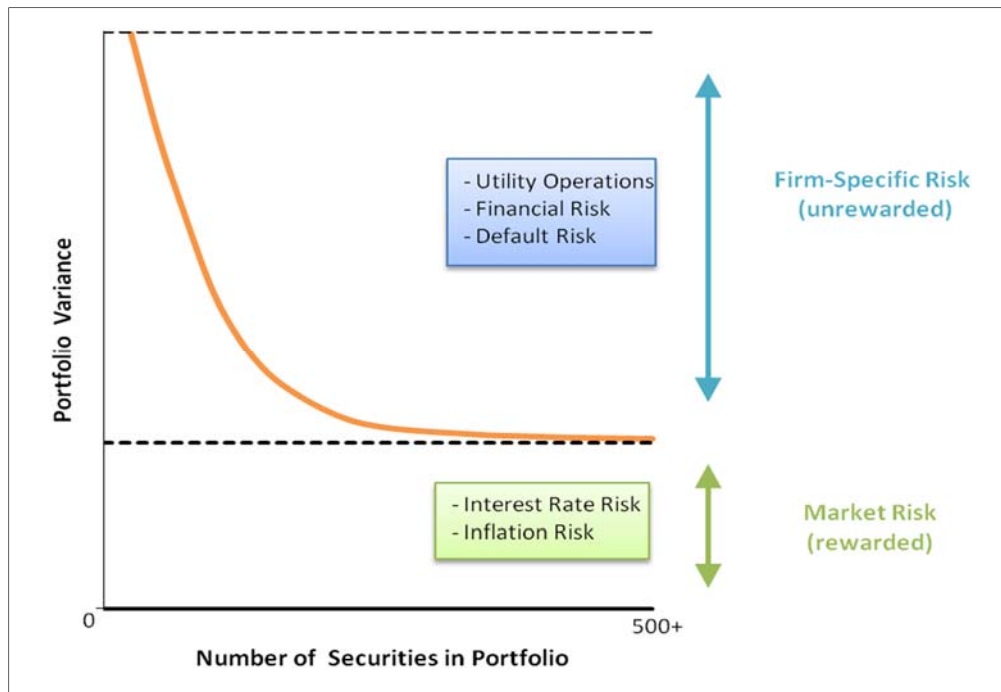 Portfolio Variance
- Utility Operations
- Financial Risk
- Default Risk
Firm-Specific Risk
(unrewarded)
- Interest Rate Risk
- Inflation Risk
Market Risk
(rewarded)
0
500+
Number of Securities in Portfolio